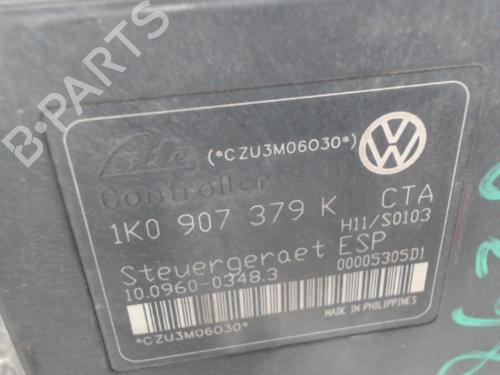 B-PARTS
Ate (*CZU3M06030*)
Controller
1K0 907 379 K CTA
H11/S0103
Steuergeraet ESP
10.0960-0348.3 00005305D1
MADE IN PHILIPPINES
*CZU3M06030*